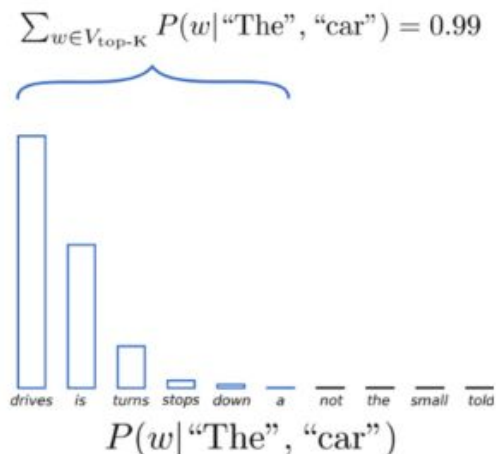 ∑w∈Vtop-K P(w|“The”, “car”) = 0.99
drives is turns stops down a not the small told
P(w|“The”, “car”)